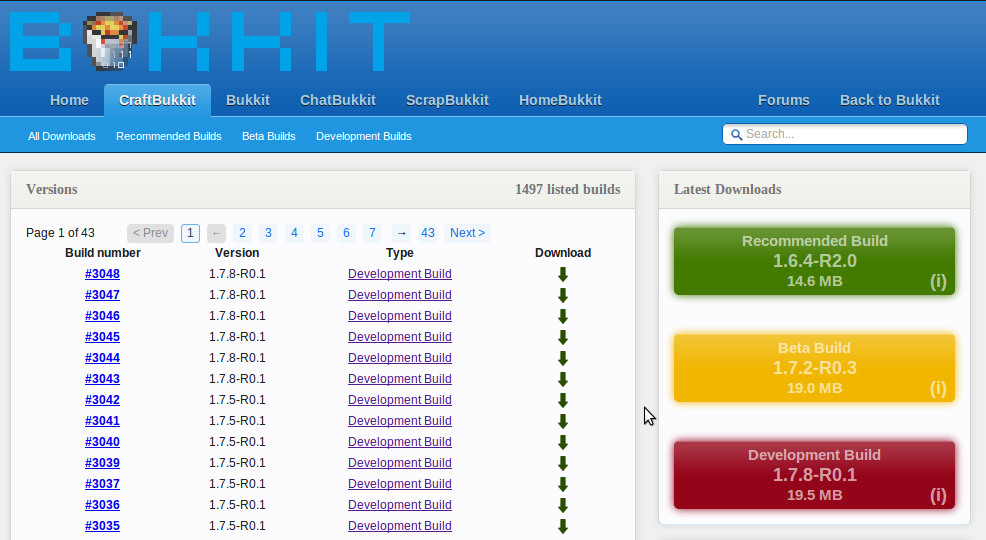 BUKKIT
Home CraftBukkit Bukkit ChatBukkit ScrapBukkit HomeBukkit Forums Back to Bukkit
All Downloads Recommended Builds Beta Builds Development Builds Search...
Versions 1497 listed builds
Page 1 of 43 < Prev 1 ← 2 3 4 5 6 7 → 43 Next >
Build number Version Type Download
#3048 1.7.8-R0.1 Development Build
#3047 1.7.8-R0.1 Development Build
#3046 1.7.8-R0.1 Development Build
#3045 1.7.8-R0.1 Development Build
#3044 1.7.8-R0.1 Development Build
#3043 1.7.8-R0.1 Development Build
#3042 1.7.5-R0.1 Development Build
#3041 1.7.5-R0.1 Development Build
#3040 1.7.5-R0.1 Development Build
#3039 1.7.5-R0.1 Development Build
#3037 1.7.5-R0.1 Development Build
#3036 1.7.5-R0.1 Development Build
#3035 1.7.5-R0.1 Development Build
Latest Downloads
Recommended Build
1.6.4-R2.0
14.6 MB (i)
Beta Build
1.7.2-R0.3
19.0 MB (i)
Development Build
1.7.8-R0.1
19.5 MB (i)